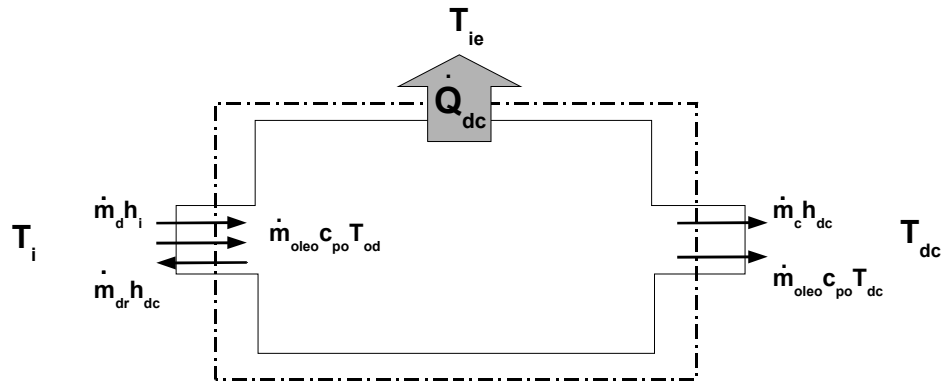 T_ie
Q̇_dc
ṁ_d h_i
ṁ_oleo c_po T_od
ṁ_c h_dc
T_i
T_dc
ṁ_dr h_dc
ṁ_oleo c_po T_dc